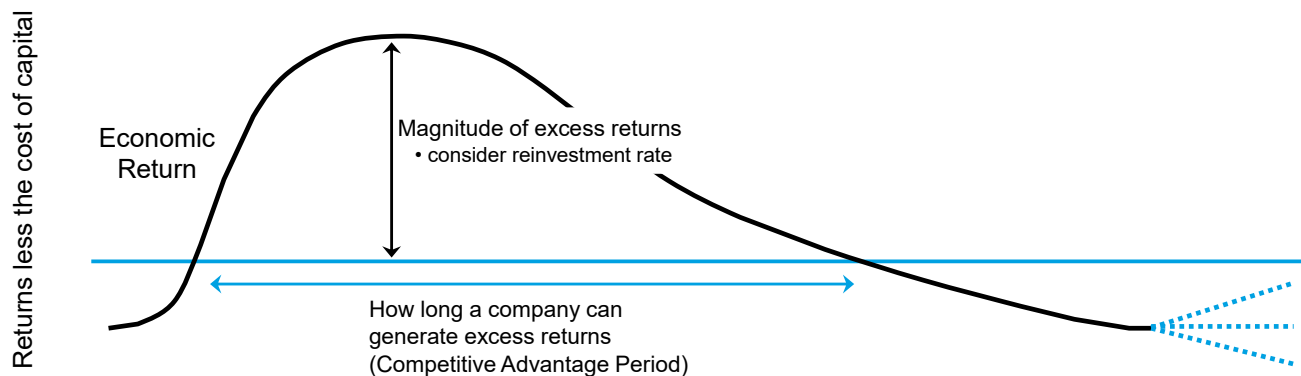 Returns less the cost of capital
Economic
Return
Magnitude of excess returns
• consider reinvestment rate
How long a company can
generate excess returns
(Competitive Advantage Period)